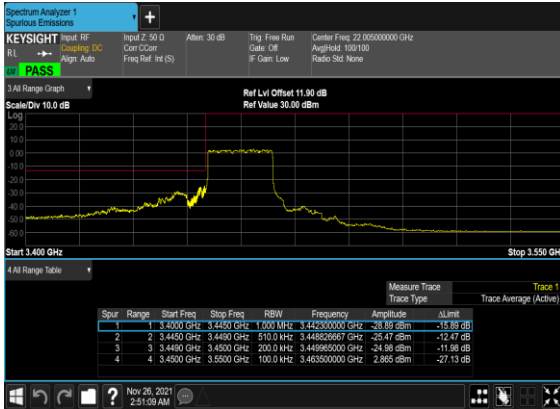 Spectrum Analyzer 1
Spurious Emissions
+
KEYSIGHT Input: RF Input Z: 50 Ω Atten: 30 dB Trig: Free Run Center Freq: 22.005000000 GHz
RL Coupling: DC Corr CCorr Gate: Off Avg|Hold: 100/100
Align: Auto Freq Ref: Int (S) IF Gain: Low Radio Std: None
PASS
3 All Range Graph
Ref Lvl Offset 11.90 dB
Scale/Div 10.0 dB Ref Value 30.00 dBm
Log
20.0
10.0
0.00
-10.0
-20.0
-30.0
-40.0
-50.0
-60.0
Start 3.400 GHz Stop 3.550 GH
4 All Range Table
Measure Trace Trace 1
Trace Type Trace Average (Active)
Spur Range Start Freq Stop Freq RBW Frequency Amplitude ΔLimit
1 1 3.4000 GHz 3.4450 GHz 1.000 MHz 3.442300000 GHz -28.89 dBm -15.89 dB
2 2 3.4450 GHz 3.4490 GHz 510.0 kHz 3.448826667 GHz -25.47 dBm -12.47 dB
3 3 3.4490 GHz 3.4500 GHz 200.0 kHz 3.449965000 GHz -24.98 dBm -11.98 dB
4 4 3.4500 GHz 3.5500 GHz 100.0 kHz 3.463500000 GHz 2.865 dBm -27.13 dB
?
Nov 26, 2021
2:51:09 AM